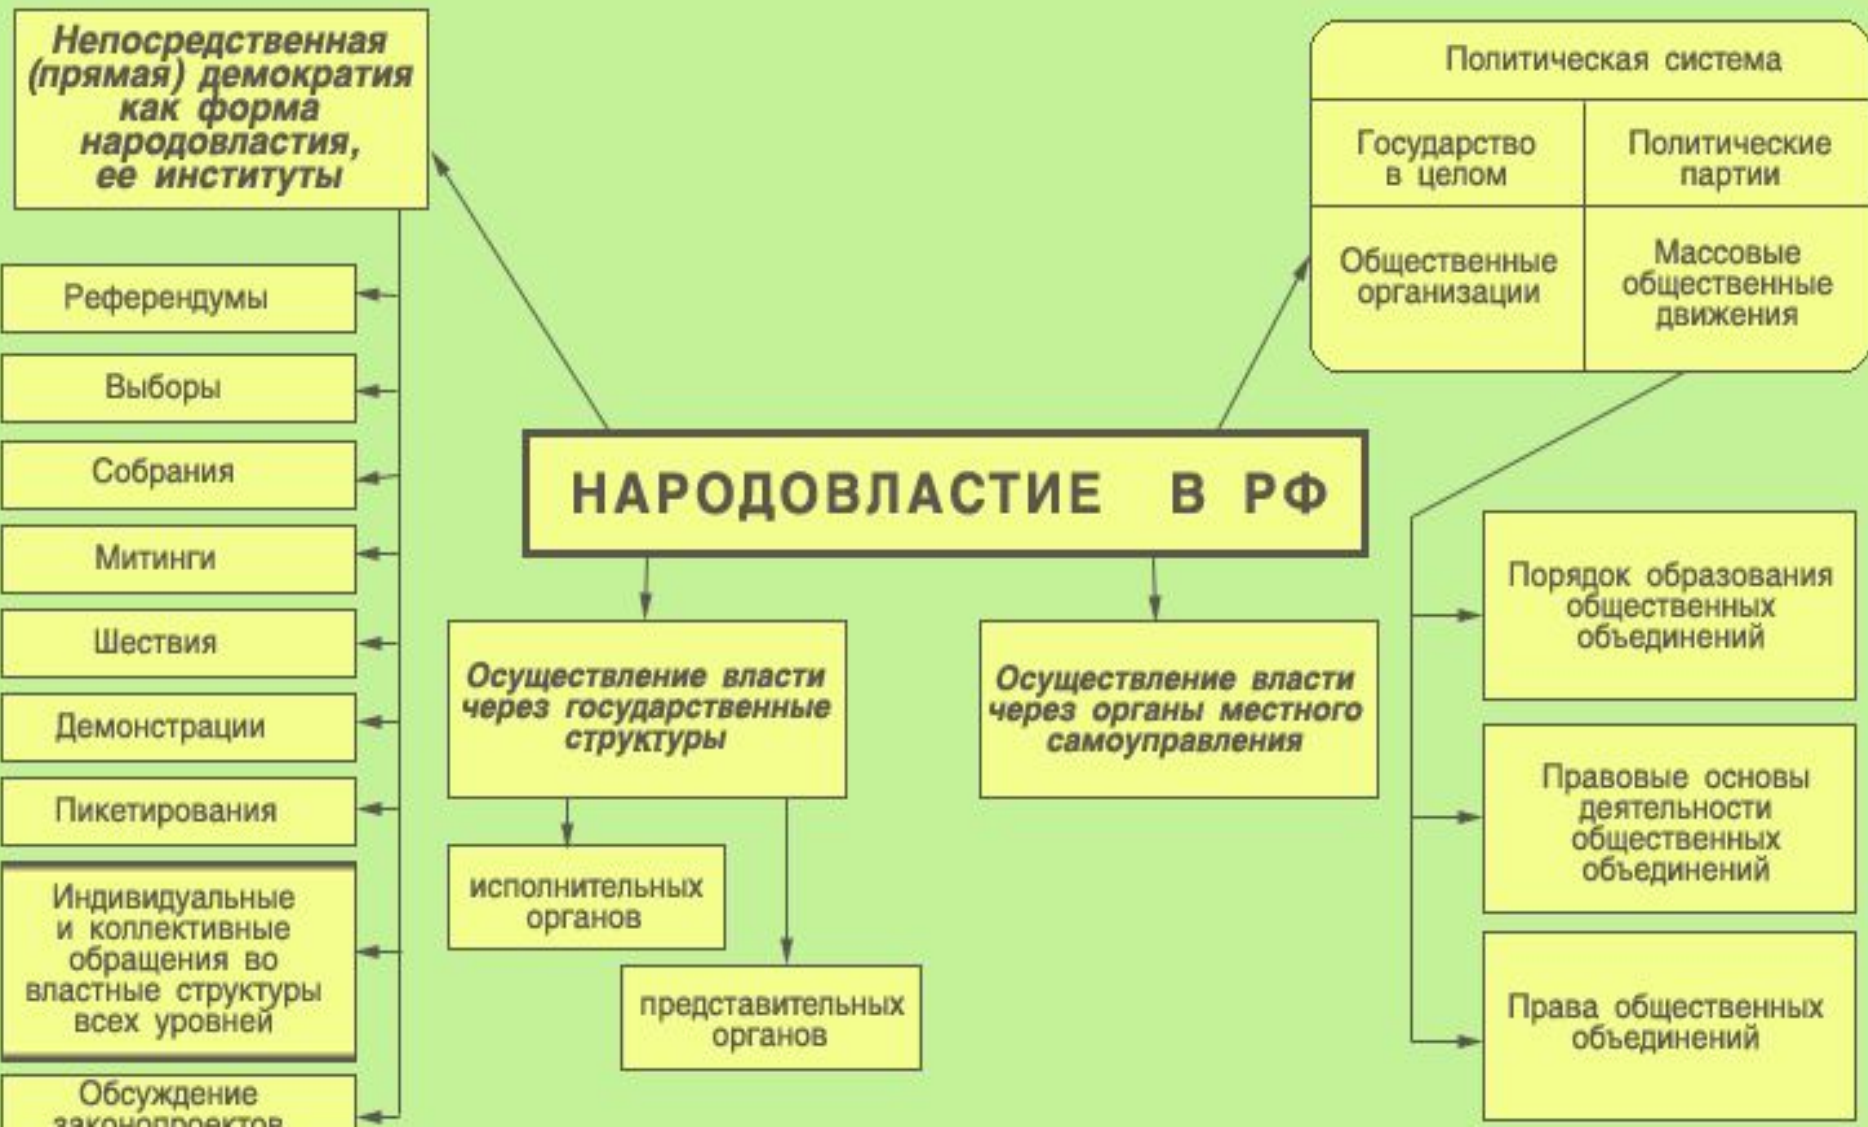 Непосредственная
(прямая) демократия
как форма
народовластия,
ее институты
Референдумы
Выборы
Собрания
Митинги
Шествия
Демонстрации
Пикетирования
Индивидуальные
и коллективные
обращения во
властные структуры
всех уровней
Обсуждение
законопроектов
НАРОДОВЛАСТИЕ В РФ
Осуществление власти
через государственные
структуры
исполнительных
органов
представительных
органов
Осуществление власти
через органы местного
самоуправления
Политическая система
Государство
в целом
Политические
партии
Общественные
организации
Массовые
общественные
движения
Порядок образования
общественных
объединений
Правовые основы
деятельности
общественных
объединений
Права общественных
объединений